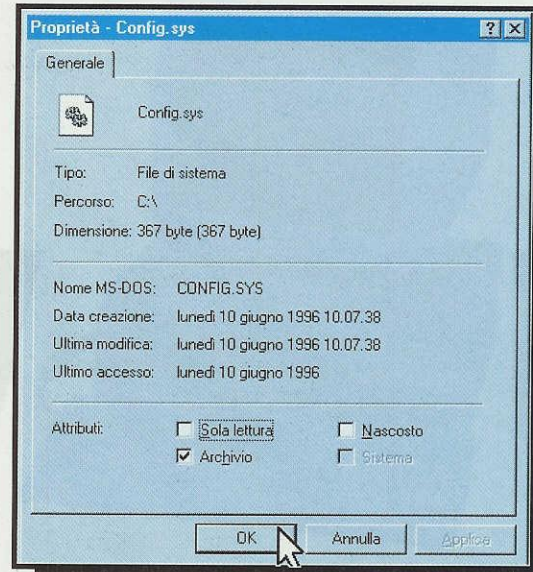 Proprietà - Config.sys
Generale
Config.sys
Tipo: File di sistema
Percorso: C:\
Dimensione: 367 byte (367 byte)
Nome MS-DOS: CONFIG.SYS
Data creazione: lunedì 10 giugno 1996 10.07.38
Ultima modifica: lunedì 10 giugno 1996 10.07.38
Ultimo accesso: lunedì 10 giugno 1996
Attributi: Sola lettura Nascosto
Archivio Sistema
OK Annulla Applica